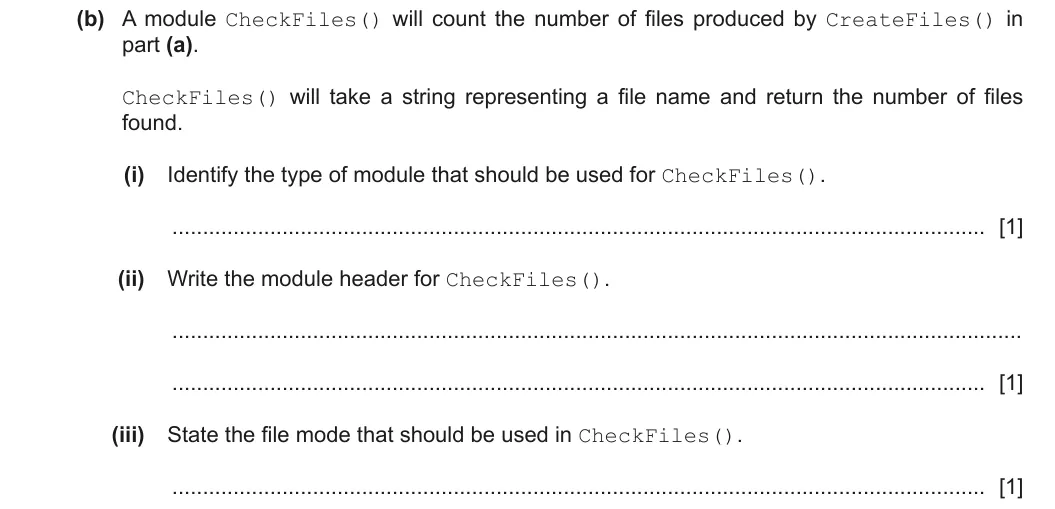 (b) A module CheckFiles() will count the number of files produced by CreateFiles() in
part (a).
CheckFiles() will take a string representing a file name and return the number of files
found.
(i) Identify the type of module that should be used for CheckFiles().
.......................................................................................................................................... [1]
(ii) Write the module header for CheckFiles().
................................................................................................................................................
.......................................................................................................................................... [1]
(iii) State the file mode that should be used in CheckFiles().
.......................................................................................................................................... [1]